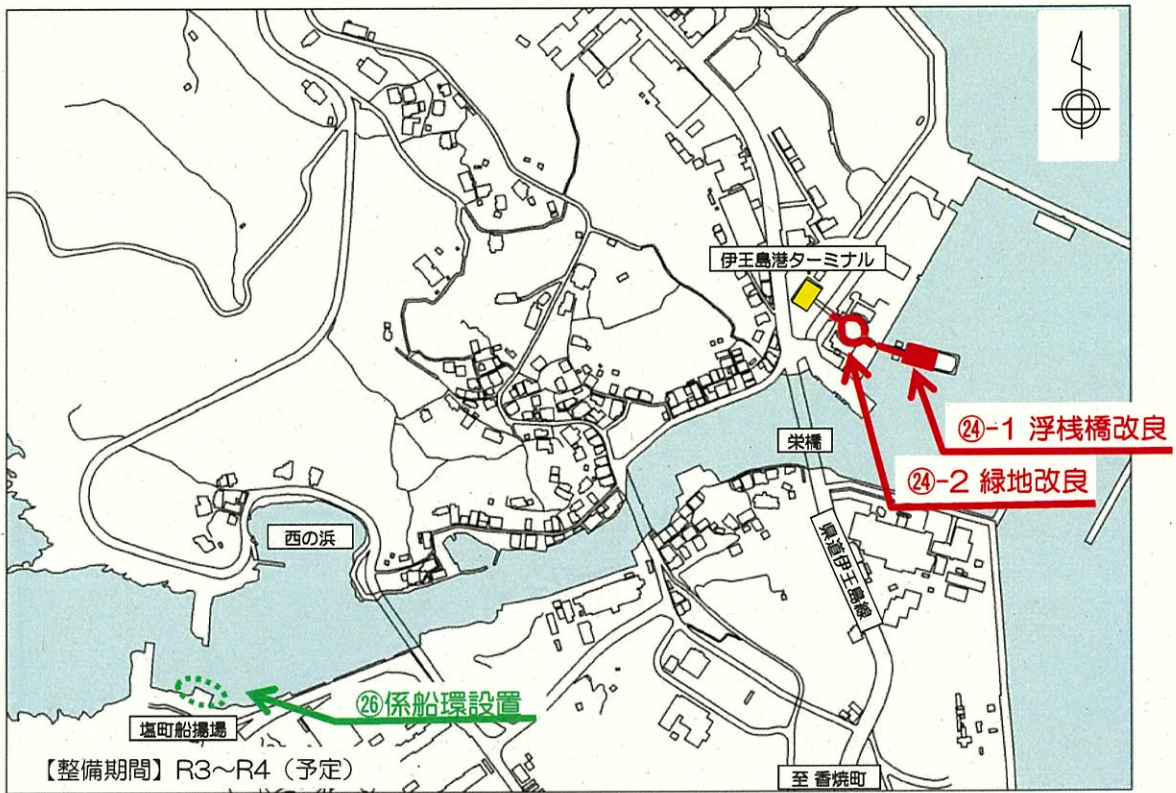 伊王島港ターミナル
㉔-1 浮桟橋改良
栄橋
㉔-2 緑地改良
県道伊王島線
西の浜
㉖係船環設置
塩町船揚場
【整備期間】R3~R4(予定)
至 香焼町